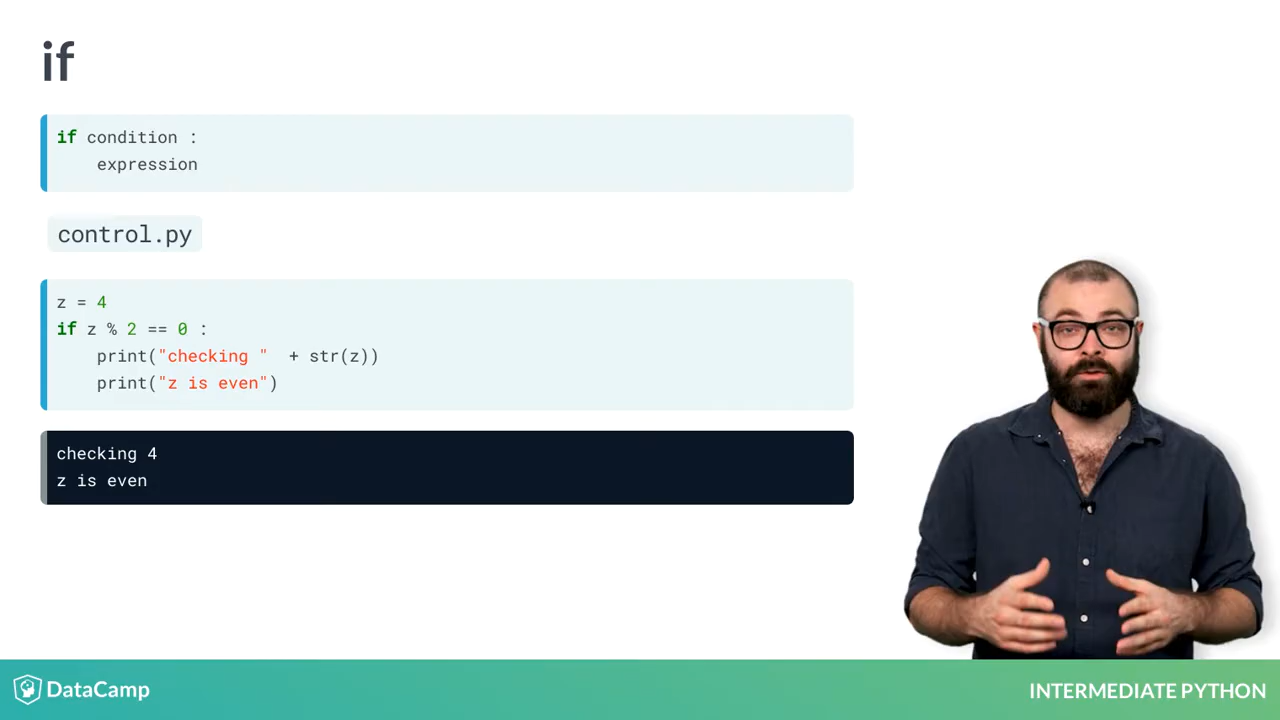 if
if condition :
    expression
control.py
z = 4
if z % 2 == 0 :
    print("checking "  + str(z))
    print("z is even")
checking 4
z is even
DataCamp
INTERMEDIATE PYTHON